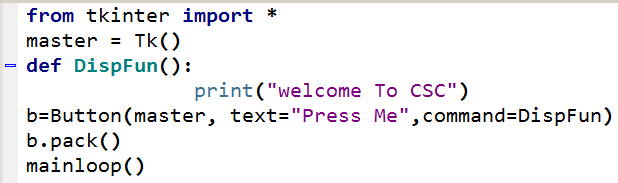 from tkinter import *
master = Tk()
def DispFun():
print("welcome To CSC")
b=Button(master, text="Press Me",command=DispFun)
b.pack()
mainloop()